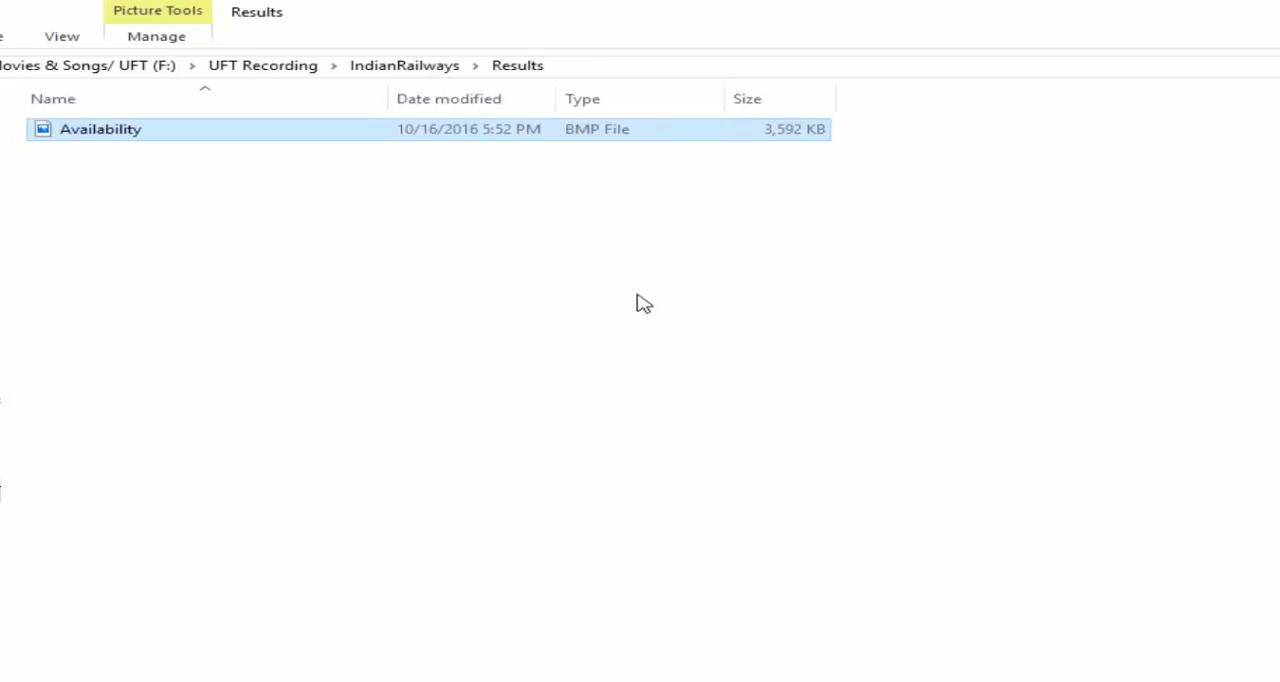 Picture Tools Results
View Manage
ovies & Songs/ UFT (F:) › UFT Recording › IndianRailways › Results
Name Date modified Type Size
Availability 10/16/2016 5:52 PM BMP File 3,592 KB